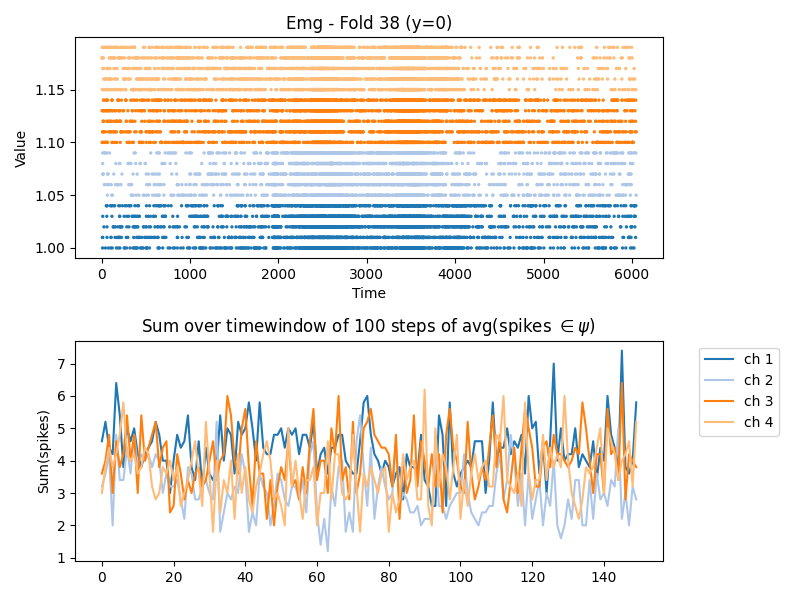 Emg - Fold 38 (y=0)
Value
1.15
1.10
1.05
1.00
0 1000 2000 3000 4000 5000 6000
Time
Sum over timewindow of 100 steps of avg(spikes ∈ ψ)
Sum(spikes)
7
6
5
4
3
2
1
0 20 40 60 80 100 120 140
ch 1
ch 2
ch 3
ch 4